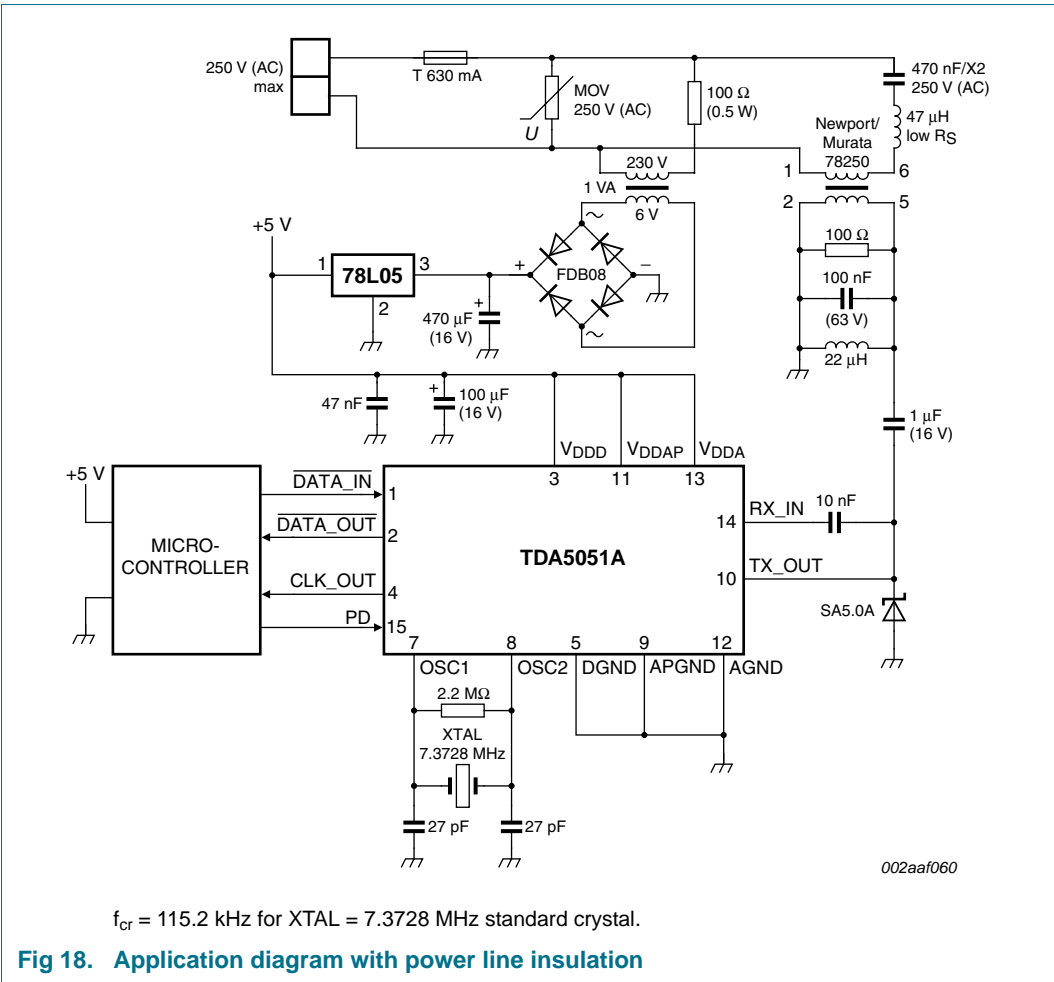 250 V (AC)
max
T 630 mA
MOV
250 V (AC)
U
100 Ω
(0.5 W)
470 nF/X2
250 V (AC)
47 μH
low RS
Newport/
Murata
78250
1
6
2
5
230 V
1 VA
6 V
+5 V
1
78L05
3
2
+
470 μF
(16 V)
+
FDB08
−
∼
∼
100 Ω
100 nF
(63 V)
22 μH
47 nF
+
100 μF
(16 V)
1 μF
(16 V)
VDDD
VDDAP
VDDA
3
11
13
+5 V
MICRO-
CONTROLLER
DATA_IN
1
DATA_OUT
2
CLK_OUT
4
PD
15
TDA5051A
14
RX_IN
10 nF
10
TX_OUT
SA5.0A
7
8
5
9
12
OSC1
OSC2
DGND
APGND
AGND
2.2 MΩ
XTAL
7.3728 MHz
27 pF
27 pF
002aaf060
fcr = 115.2 kHz for XTAL = 7.3728 MHz standard crystal.
Fig 18. Application diagram with power line insulation